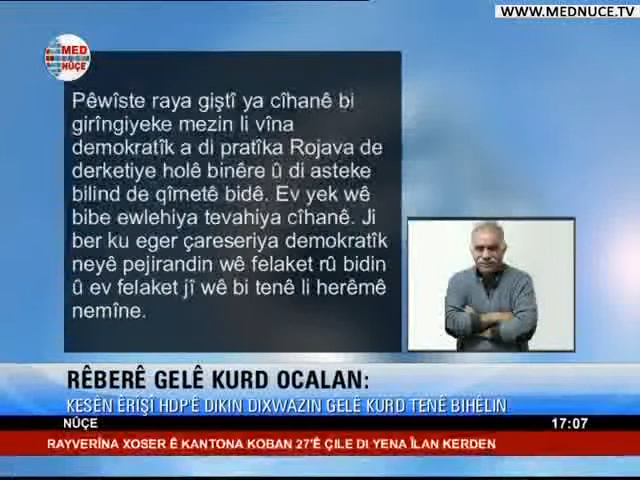 WWW.MEDNUCE.TV
MED
NÛÇE
Pêwîste raya giştî ya cîhanê bi
girîngiyeke mezin li vîna
demokratîk a di pratîka Rojava de
derketiye holê binêre û di asteke
bilind de qîmetê bidê. Ev yek wê
bibe ewlehiya tevahiya cîhanê. Ji
ber ku eger çareseriya demokratîk
neyê pejirandin wê felaket rû bidin
û ev felaket jî wê bi tenê li herêmê
nemîne.
RÊBERÊ GELÊ KURD OCALAN:
KESÊN ÊRÎŞÎ HDP'Ê DIKIN DIXWAZIN GELÊ KURD TENÊ BIHÊLIN
NÛÇE 17:07
RAYVERÎNA XOSER Ê KANTONA KOBAN 27'Ê ÇILE DI YENA ÎLAN KERDEN